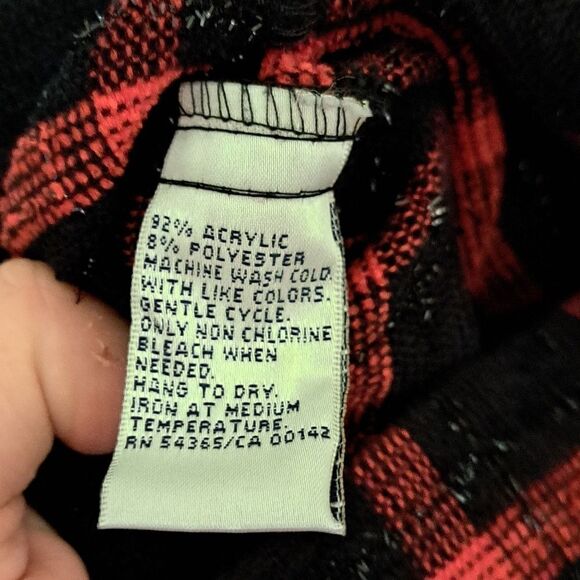 92% ACRYLIC
8% POLYESTER
MACHINE WASH COLD.
WITH LIKE COLORS.
GENTLE CYCLE.
ONLY NON CHLORINE
BLEACH WHEN
NEEDED.
HANG TO DRY.
IRON AT MEDIUM
TEMPERATURE.
RN 54365/CA 00142